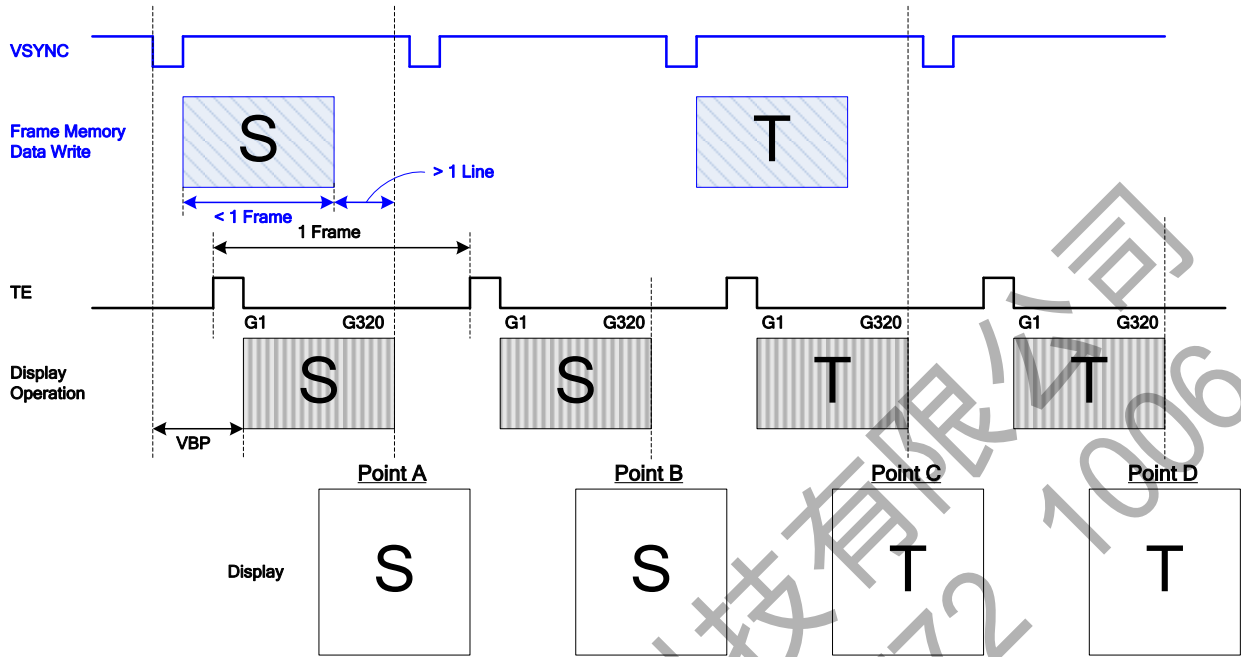 VSYNC
Frame Memory
Data Write
S
T
> 1 Line
< 1 Frame
1 Frame
TE
G1 G320 G1 G320 G1 G320 G1 G320
Display
Operation
S S T T
VBP
Point A Point B Point C Point D
Display
S S T T
科技有限公司
1006